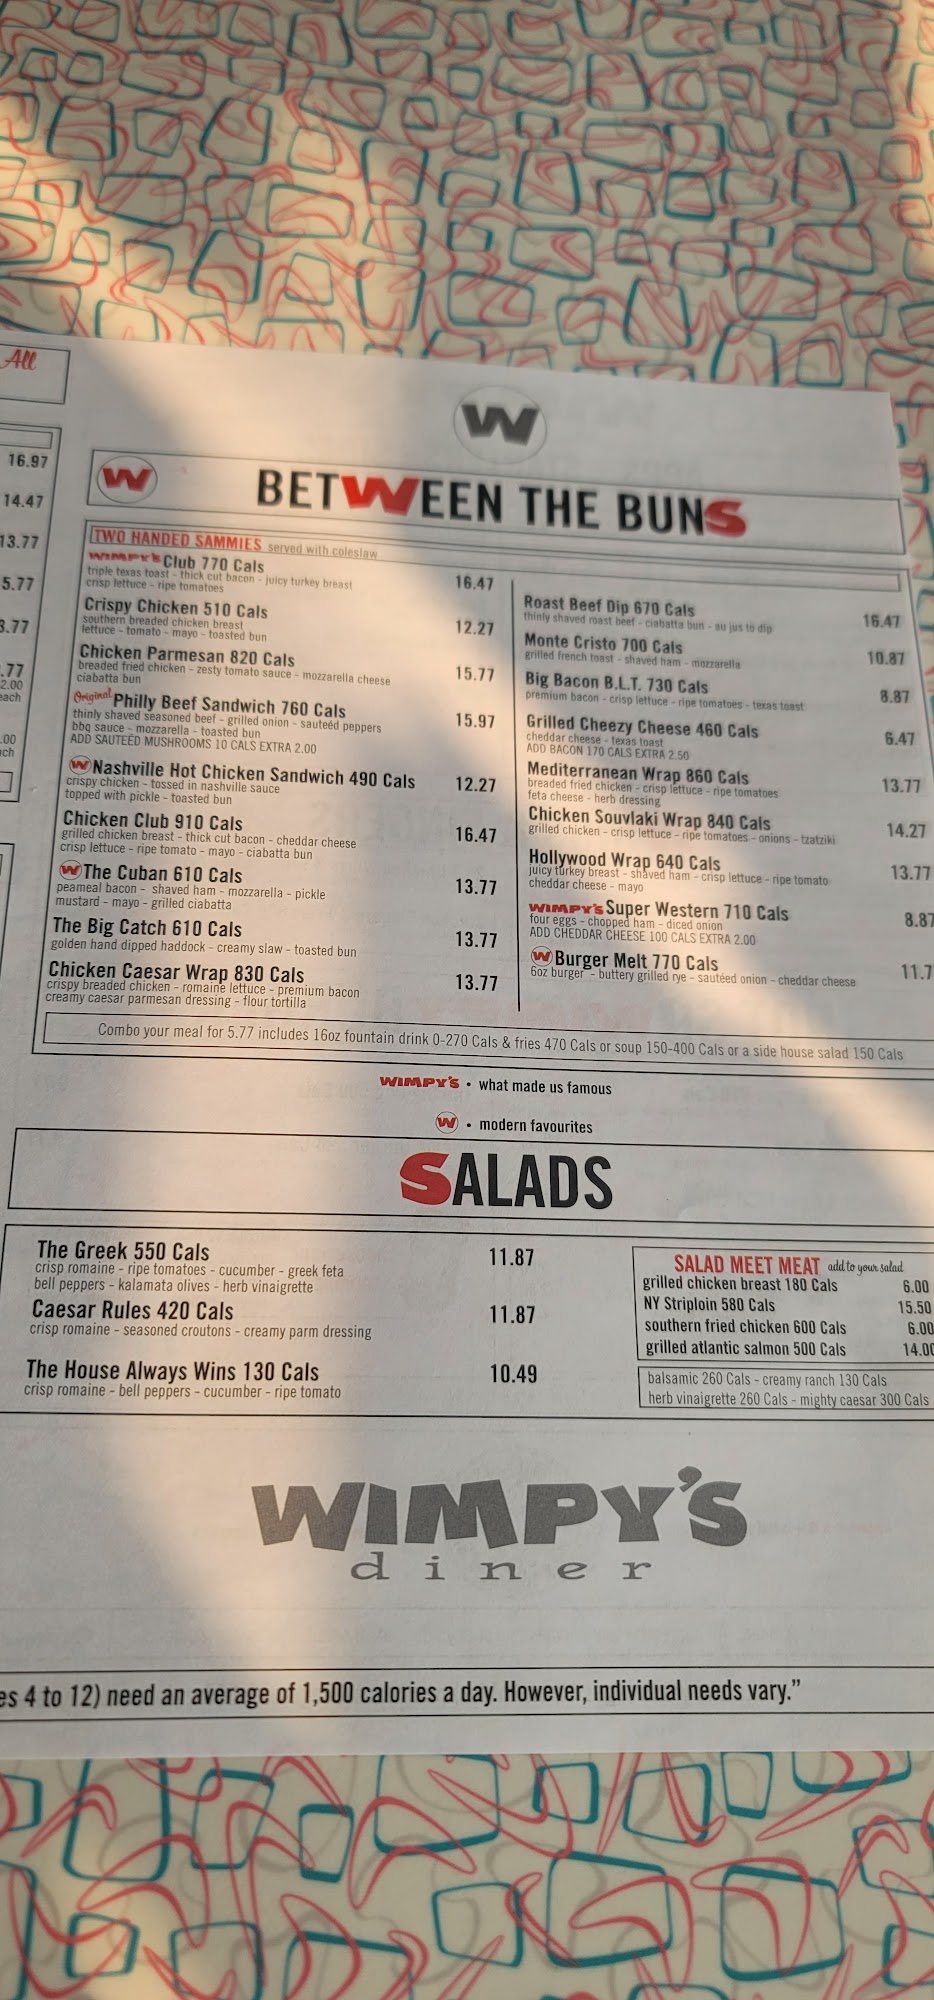 All
16.97
14.47
13.77
5.77
3.77
.77
2.00
each
.00
ch
W
W
BETWEEN THE BUNS
TWO HANDED SAMMIES served with coleslaw
WIMPY'S Club 770 Cals 16.47
triple texas toast - thick cut bacon - juicy turkey breast
crisp lettuce - ripe tomatoes
Crispy Chicken 510 Cals 12.27
southern breaded chicken breast
lettuce - tomato - mayo - toasted bun
Chicken Parmesan 820 Cals 15.77
breaded fried chicken - zesty tomato sauce - mozzarella cheese
ciabatta bun
Original Philly Beef Sandwich 760 Cals 15.97
thinly shaved seasoned beef - grilled onion - sauteéd peppers
bbq sauce - mozzarella - toasted bun
ADD SAUTEÉD MUSHROOMS 10 CALS EXTRA 2.00
W Nashville Hot Chicken Sandwich 490 Cals 12.27
crispy chicken - tossed in nashville sauce
topped with pickle - toasted bun
Chicken Club 910 Cals 16.47
grilled chicken breast - thick cut bacon - cheddar cheese
crisp lettuce - ripe tomato - mayo - ciabatta bun
W The Cuban 610 Cals 13.77
peameal bacon - shaved ham - mozzarella - pickle
mustard - mayo - grilled ciabatta
The Big Catch 610 Cals 13.77
golden hand dipped haddock - creamy slaw - toasted bun
Chicken Caesar Wrap 830 Cals 13.77
crispy breaded chicken - romaine lettuce - premium bacon
creamy caesar parmesan dressing - flour tortilla
Roast Beef Dip 670 Cals 16.47
thinly shaved roast beef - ciabatta bun - au jus to dip
Monte Cristo 700 Cals 10.87
grilled french toast - shaved ham - mozzarella
Big Bacon B.L.T. 730 Cals 8.87
premium bacon - crisp lettuce - ripe tomatoes - texas toast
Grilled Cheezy Cheese 460 Cals 6.47
cheddar cheese - texas toast
ADD BACON 170 CALS EXTRA 2.50
Mediterranean Wrap 860 Cals 13.77
breaded fried chicken - crisp lettuce - ripe tomatoes
feta cheese - herb dressing
Chicken Souvlaki Wrap 840 Cals 14.27
grilled chicken - crisp lettuce - ripe tomatoes - onions - tzatziki
Hollywood Wrap 640 Cals 13.77
juicy turkey breast - shaved ham - crisp lettuce - ripe tomato
cheddar cheese - mayo
WIMPY'S Super Western 710 Cals 8.87
four eggs - chopped ham - diced onion
ADD CHEDDAR CHEESE 100 CALS EXTRA 2.00
W Burger Melt 770 Cals 11.7
6oz burger - buttery grilled rye - sautéed onion - cheddar cheese
Combo your meal for 5.77 includes 16oz fountain drink 0-270 Cals & fries 470 Cals or soup 150-400 Cals or a side house salad 150 Cals
WIMPY'S • what made us famous
W • modern favourites
SALADS
The Greek 550 Cals 11.87
crisp romaine - ripe tomatoes - cucumber - greek feta
bell peppers - kalamata olives - herb vinaigrette
Caesar Rules 420 Cals 11.87
crisp romaine - seasoned croutons - creamy parm dressing
The House Always Wins 130 Cals 10.49
crisp romaine - bell peppers - cucumber - ripe tomato
SALAD MEET MEAT add to your salad
grilled chicken breast 180 Cals 6.00
NY Striploin 580 Cals 15.50
southern fried chicken 600 Cals 6.00
grilled atlantic salmon 500 Cals 14.00
balsamic 260 Cals - creamy ranch 130 Cals
herb vinaigrette 260 Cals - mighty caesar 300 Cals
WIMPY'S
diner
es 4 to 12) need an average of 1,500 calories a day. However, individual needs vary."